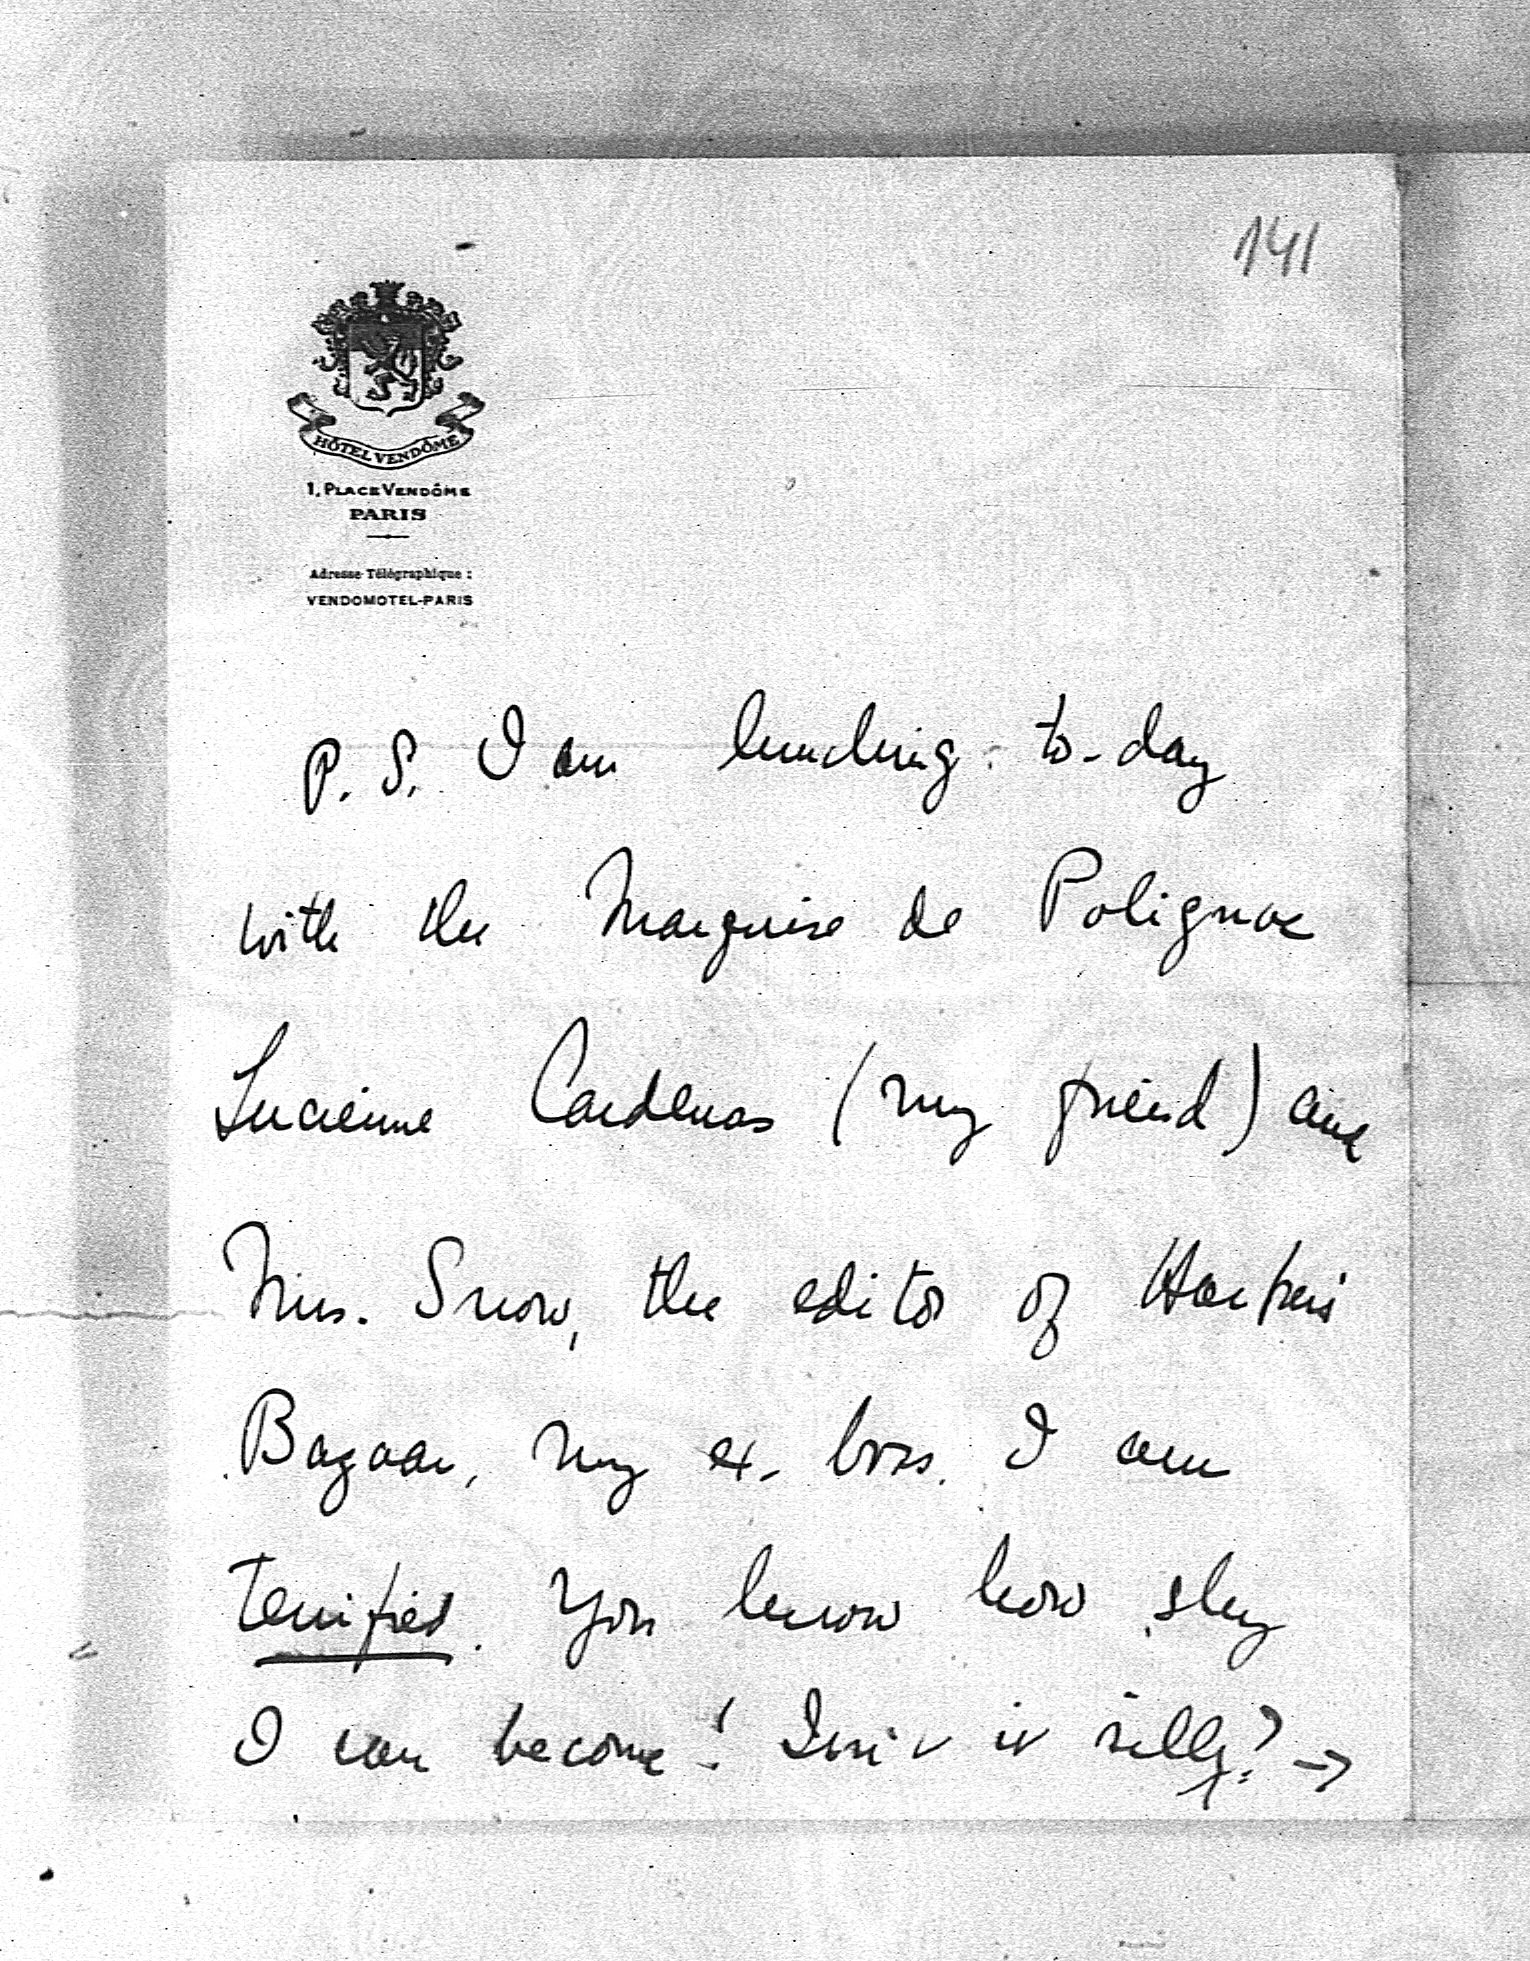 141
HÔTEL VENDÔME
1, PLACE VENDÔME
PARIS
Adresse Télégraphique :
VENDOMOTEL-PARIS
P. S. I am lunching to-day
with the Marquise de Polignac
Lucienne Cardenas (my friend) and
Mrs. Snow, the editor of Harper's
Bazaar, my ex-boss. I am
terrified. You know how shy
I can become! Isn't it silly? →